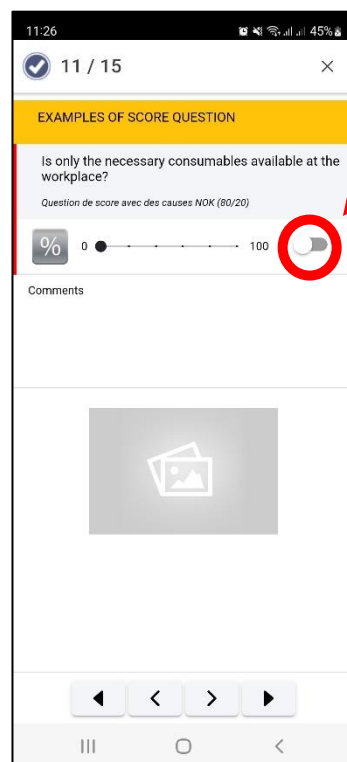 11:26 45%
11 / 15
EXAMPLES OF SCORE QUESTION
Is only the necessary consumables available at the
workplace?
Question de score avec des causes NOK (80/20)
% 0 100
Comments